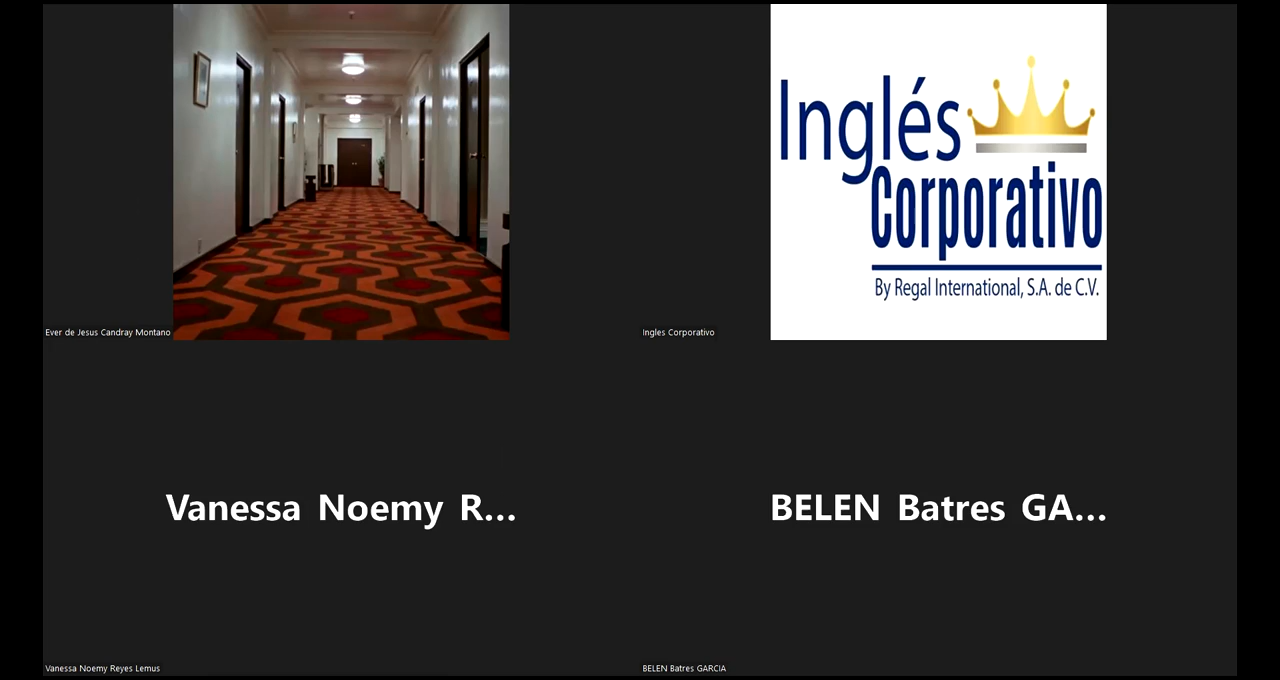 Inglés
Corporativo
By Regal International, S.A. de C.V.
Ever de Jesus Candray Montano
Ingles Corporativo
Vanessa Noemy R...
BELEN Batres GA...
Vanessa Noemy Reyes Lemus
BELEN Batres GARCIA